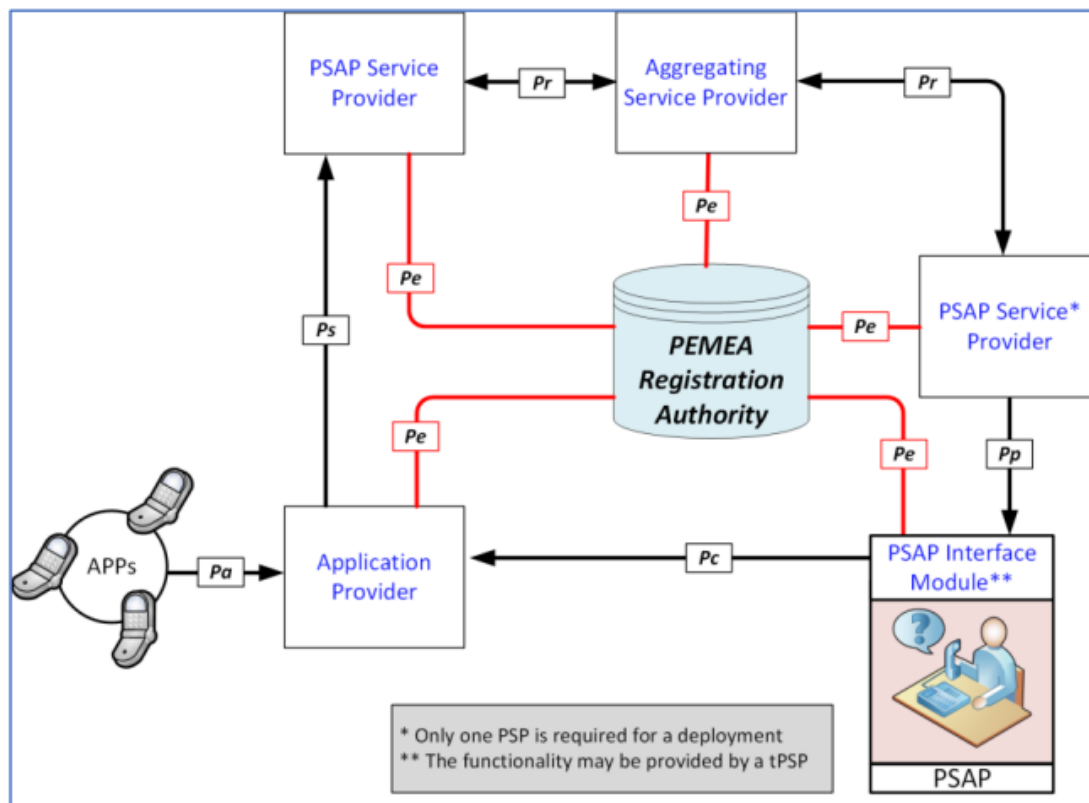 PSAP Service
Provider
Pr
Aggregating
Service Provider
Pr
Pe
Pe
Ps
PEMEA
Registration
Authority
Pe
PSAP Service*
Provider
Pe
Pe
Pp
APPs
Pa
Application
Provider
Pc
PSAP Interface
Module**
?
PSAP
* Only one PSP is required for a deployment
** The functionality may be provided by a tPSP